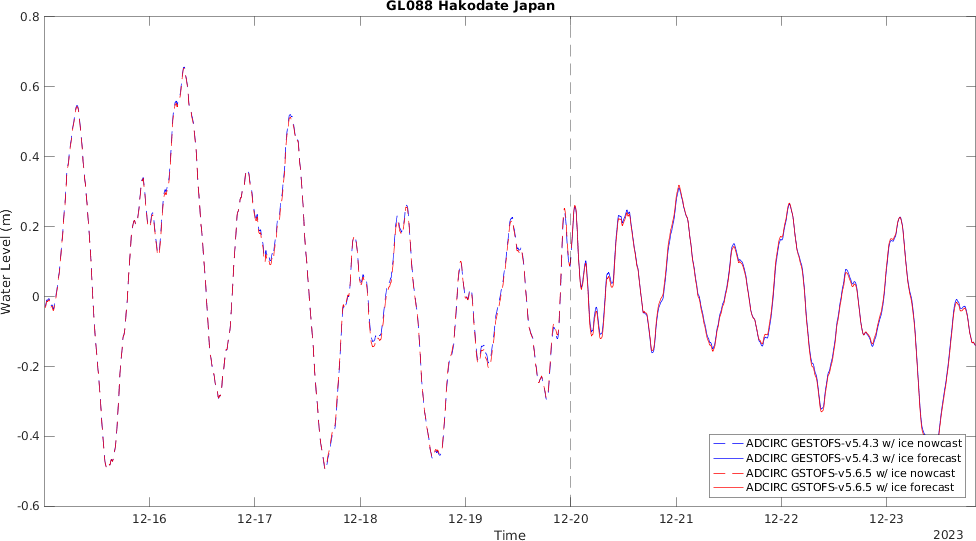 GL088 Hakodate Japan
0.8
0.6
0.4
0.2
0
-0.2
-0.4
-0.6
Water Level (m)
ADCIRC GESTOFS-v5.4.3 w/ ice nowcast
ADCIRC GESTOFS-v5.4.3 w/ ice forecast
ADCIRC GSTOFS-v5.6.5 w/ ice nowcast
ADCIRC GSTOFS-v5.6.5 w/ ice forecast
12-16 12-17 12-18 12-19 12-20 12-21 12-22 12-23
Time
2023